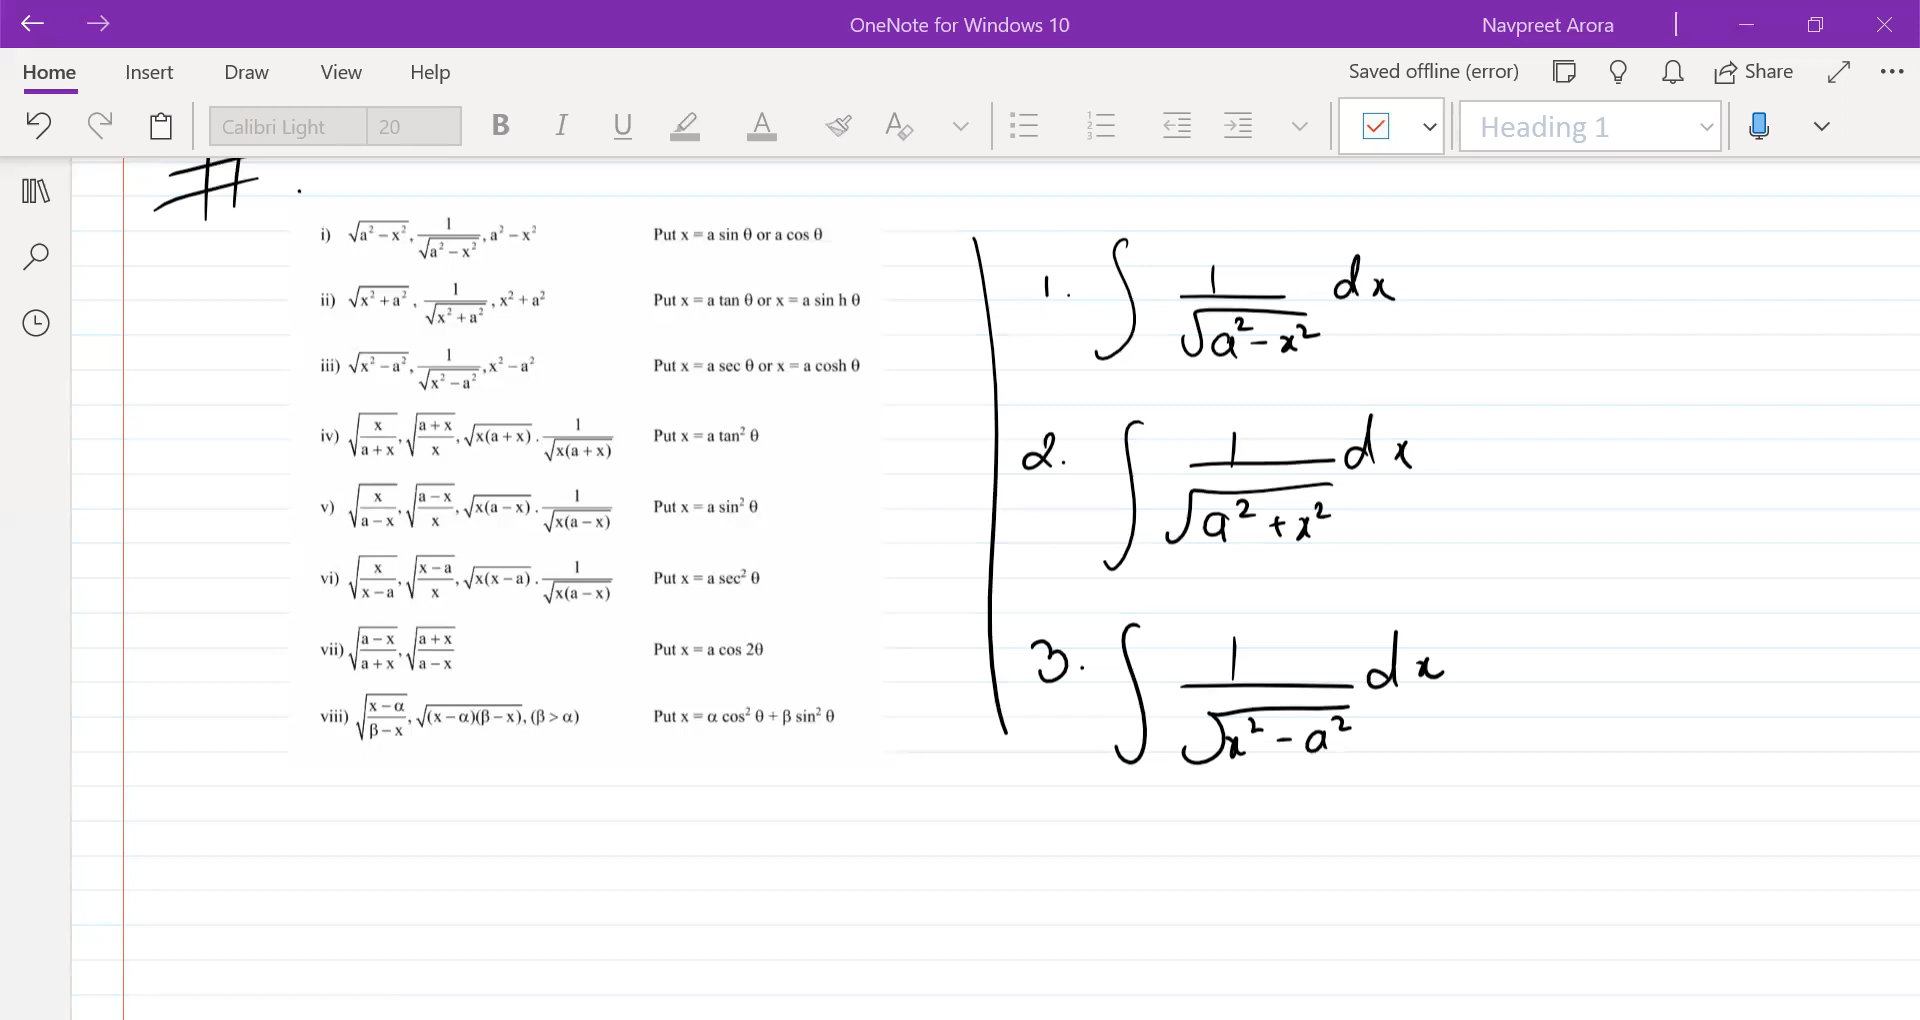 OneNote for Windows 10
Navpreet Arora
Home Insert Draw View Help
Saved offline (error)
Share
Calibri Light 20
B I U A A
Heading 1
#.
i) √(a² − x²), 1/√(a² − x²), a² − x² Put x = a sin θ or a cos θ
ii) √(x² + a²), 1/√(x² + a²), x² + a² Put x = a tan θ or x = a sin h θ
iii) √(x² − a²), 1/√(x² − a²), x² − a² Put x = a sec θ or x = a cosh θ
iv) √(x/(a + x)), √((a + x)/x), √(x(a + x)) . 1/√(x(a + x)) Put x = a tan² θ
v) √(x/(a − x)), √((a − x)/x), √(x(a − x)) . 1/√(x(a − x)) Put x = a sin² θ
vi) √(x/(x − a)), √((x − a)/x), √(x(x − a)) . 1/√(x(a − x)) Put x = a sec² θ
vii) √((a − x)/(a + x)), √((a + x)/(a − x)) Put x = a cos 2θ
viii) √((x − α)/(β − x)), √((x − α)(β − x)), (β > α) Put x = α cos² θ + β sin² θ
1. ∫ 1/√(a² − x²) dx
2. ∫ 1/√(a² + x²) dx
3. ∫ 1/√(x² − a²) dx